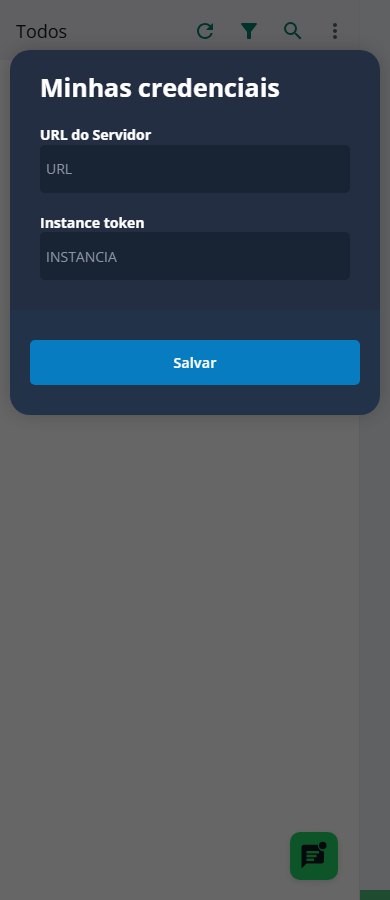 Todos
Minhas credenciais
URL do Servidor
URL
Instance token
INSTANCIA
Salvar